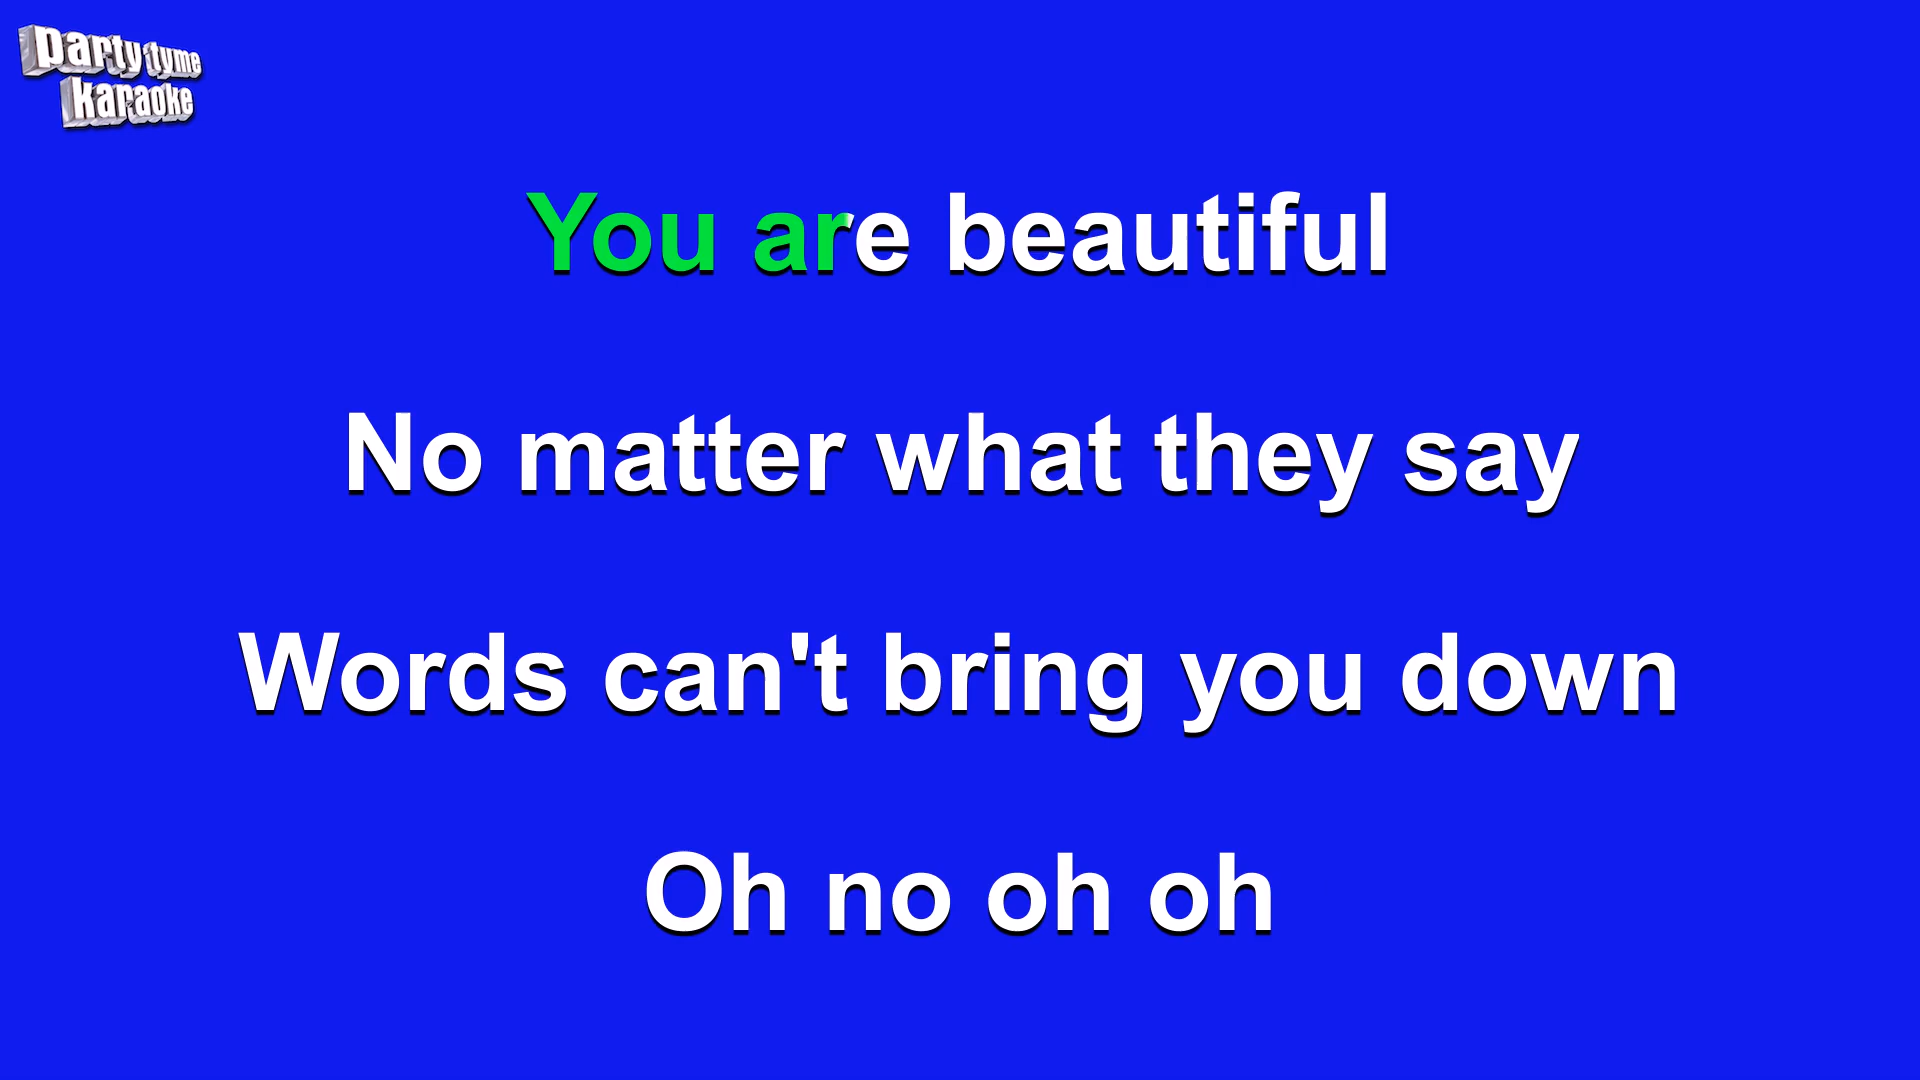 party tyme
karaoke
You are beautiful
No matter what they say
Words can't bring you down
Oh no oh oh